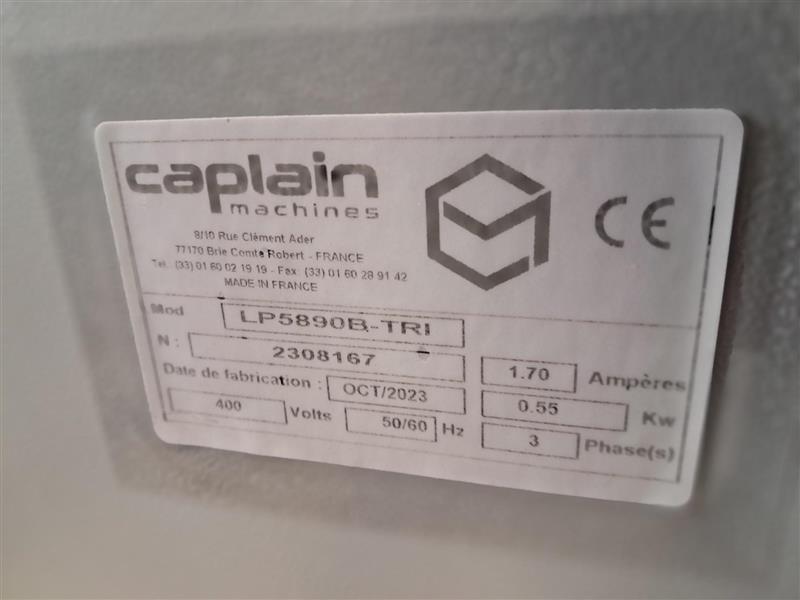 caplain
machines
CE
8/10 Rue Clément Ader
77170 Brie Comte Robert - FRANCE
Tel. (33) 01 60 02 19 19 - Fax (33) 01 60 28 91 42
MADE IN FRANCE
Mod LP5890B-TRI
N : 2308167 1.70 Ampères
Date de fabrication : OCT/2023 0.55 Kw
400 Volts 50/60 Hz 3 Phase(s)